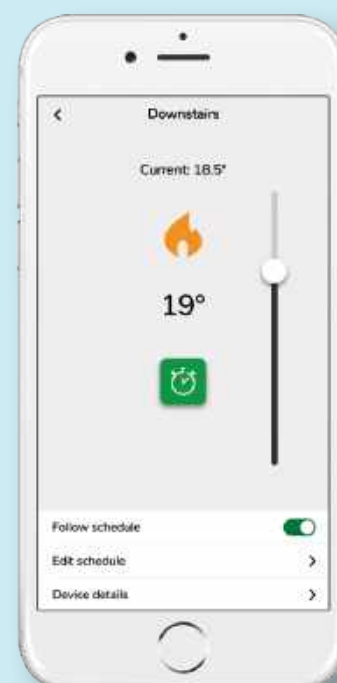 Downstairs
Current: 18.5°
19°
Follow schedule
Edit schedule
Device details